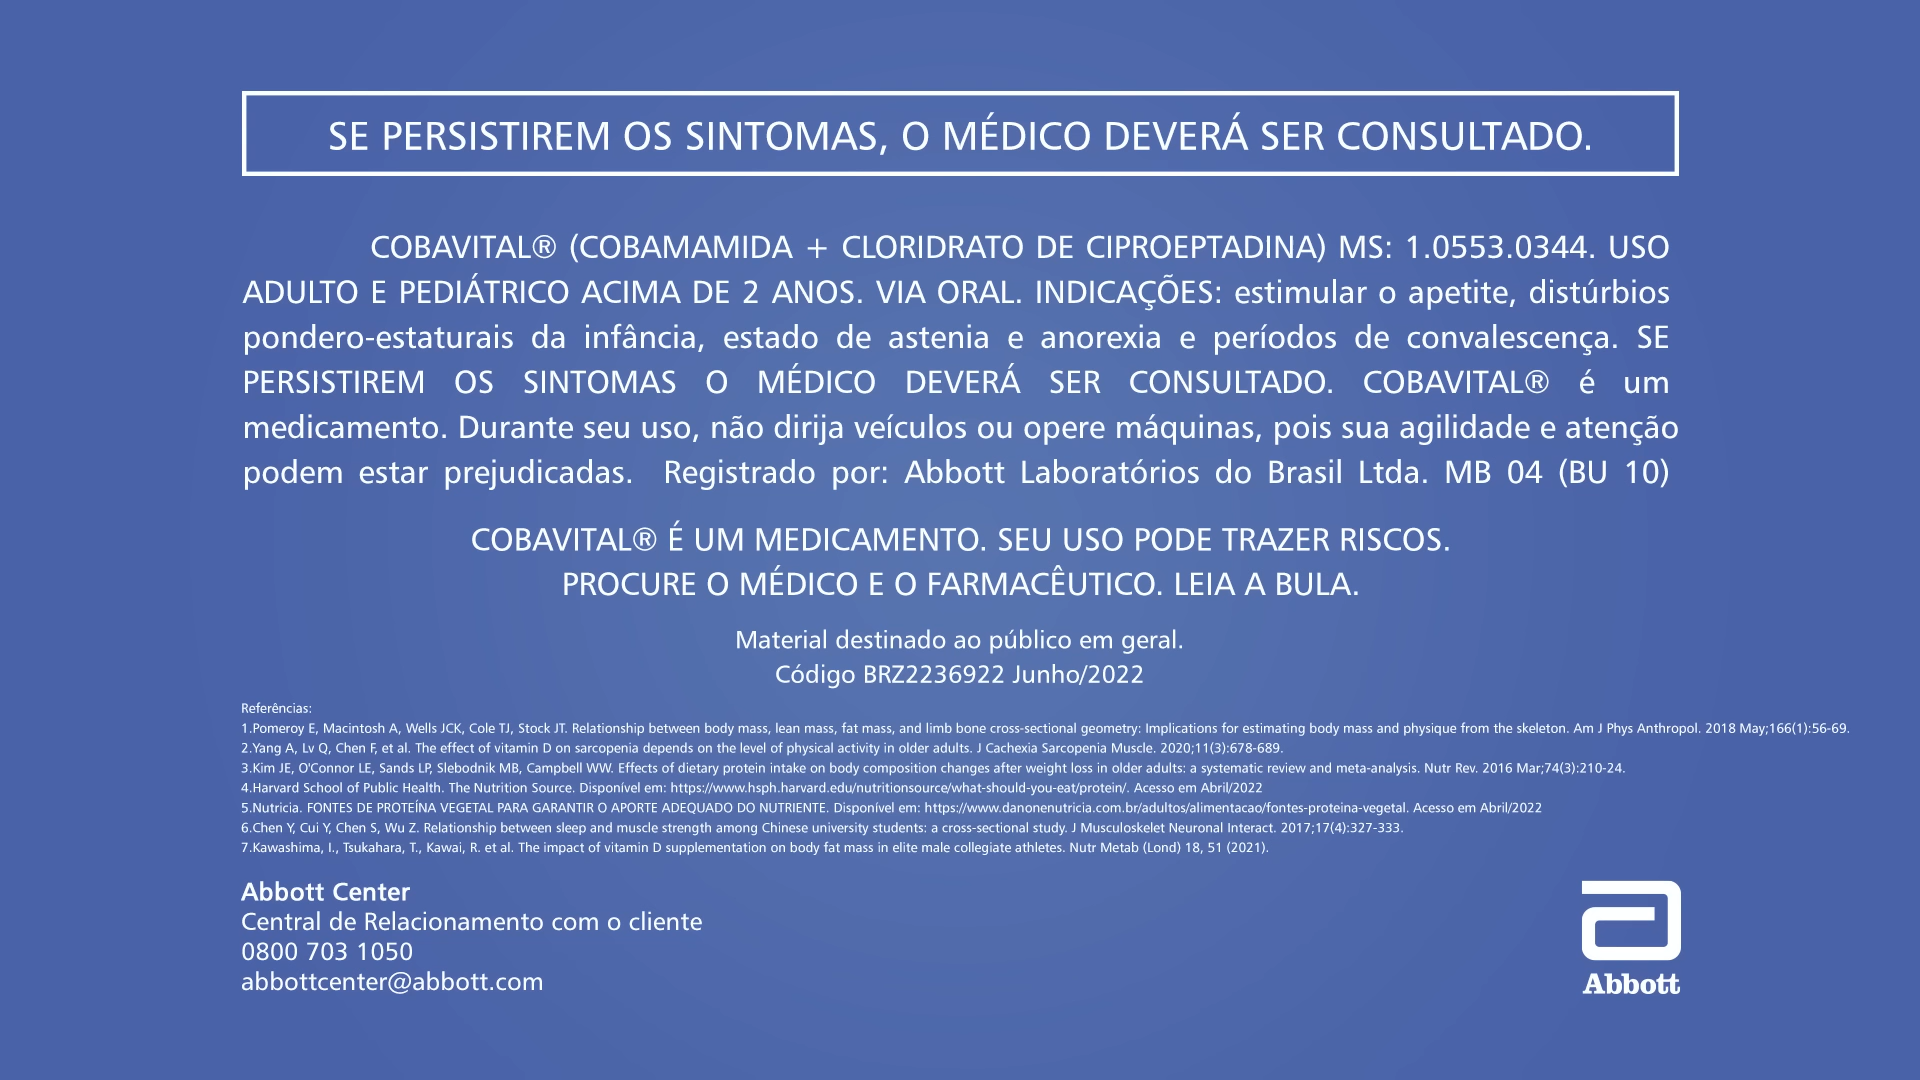 SE PERSISTIREM OS SINTOMAS, O MÉDICO DEVERÁ SER CONSULTADO.
COBAVITAL® (COBAMAMIDA + CLORIDRATO DE CIPROEPTADINA) MS: 1.0553.0344. USO
ADULTO E PEDIÁTRICO ACIMA DE 2 ANOS. VIA ORAL. INDICAÇÕES: estimular o apetite, distúrbios
pondero-estaturais da infância, estado de astenia e anorexia e períodos de convalescença. SE
PERSISTIREM OS SINTOMAS O MÉDICO DEVERÁ SER CONSULTADO. COBAVITAL® é um
medicamento. Durante seu uso, não dirija veículos ou opere máquinas, pois sua agilidade e atenção
podem estar prejudicadas. Registrado por: Abbott Laboratórios do Brasil Ltda. MB 04 (BU 10)
COBAVITAL® É UM MEDICAMENTO. SEU USO PODE TRAZER RISCOS.
PROCURE O MÉDICO E O FARMACÊUTICO. LEIA A BULA.
Material destinado ao público em geral.
Código BRZ2236922 Junho/2022
Referências:
1.Pomeroy E, Macintosh A, Wells JCK, Cole TJ, Stock JT. Relationship between body mass, lean mass, fat mass, and limb bone cross-sectional geometry: Implications for estimating body mass and physique from the skeleton. Am J Phys Anthropol. 2018 May;166(1):56-69.
2.Yang A, Lv Q, Chen F, et al. The effect of vitamin D on sarcopenia depends on the level of physical activity in older adults. J Cachexia Sarcopenia Muscle. 2020;11(3):678-689.
3.Kim JE, O'Connor LE, Sands LP, Slebodnik MB, Campbell WW. Effects of dietary protein intake on body composition changes after weight loss in older adults: a systematic review and meta-analysis. Nutr Rev. 2016 Mar;74(3):210-24.
4.Harvard School of Public Health. The Nutrition Source. Disponível em: https://www.hsph.harvard.edu/nutritionsource/what-should-you-eat/protein/. Acesso em Abril/2022
5.Nutricia. FONTES DE PROTEÍNA VEGETAL PARA GARANTIR O APORTE ADEQUADO DO NUTRIENTE. Disponível em: https://www.danonenutricia.com.br/adultos/alimentacao/fontes-proteina-vegetal. Acesso em Abril/2022
6.Chen Y, Cui Y, Chen S, Wu Z. Relationship between sleep and muscle strength among Chinese university students: a cross-sectional study. J Musculoskelet Neuronal Interact. 2017;17(4):327-333.
7.Kawashima, I., Tsukahara, T., Kawai, R. et al. The impact of vitamin D supplementation on body fat mass in elite male collegiate athletes. Nutr Metab (Lond) 18, 51 (2021).
Abbott Center
Central de Relacionamento com o cliente
0800 703 1050
abbottcenter@abbott.com
Abbott